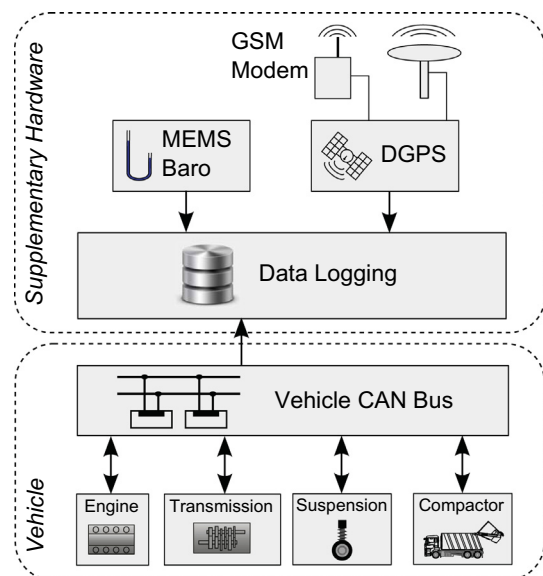 Supplementary Hardware
GSM
Modem
MEMS
Baro
DGPS
Data Logging
Vehicle
Vehicle CAN Bus
Engine
Transmission
Suspension
Compactor